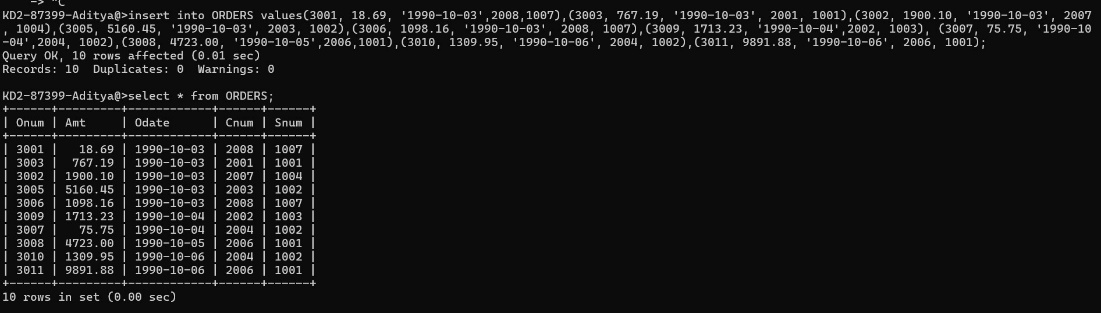 -> ^C
KD2-87399-Aditya@>insert into ORDERS values(3001, 18.69, '1990-10-03',2008,1007),(3003, 767.19, '1990-10-03', 2001, 1001),(3002, 1900.10, '1990-10-03', 2007
, 1004),(3005, 5160.45, '1990-10-03', 2003, 1002),(3006, 1098.16, '1990-10-03', 2008, 1007),(3009, 1713.23, '1990-10-04',2002, 1003), (3007, 75.75, '1990-10
-04',2004, 1002),(3008, 4723.00, '1990-10-05',2006,1001),(3010, 1309.95, '1990-10-06', 2004, 1002),(3011, 9891.88, '1990-10-06', 2006, 1001);
Query OK, 10 rows affected (0.01 sec)
Records: 10  Duplicates: 0  Warnings: 0

KD2-87399-Aditya@>select * from ORDERS;
+------+---------+------------+------+------+
| Onum | Amt     | Odate      | Cnum | Snum |
+------+---------+------------+------+------+
| 3001 |   18.69 | 1990-10-03 | 2008 | 1007 |
| 3003 |  767.19 | 1990-10-03 | 2001 | 1001 |
| 3002 | 1900.10 | 1990-10-03 | 2007 | 1004 |
| 3005 | 5160.45 | 1990-10-03 | 2003 | 1002 |
| 3006 | 1098.16 | 1990-10-03 | 2008 | 1007 |
| 3009 | 1713.23 | 1990-10-04 | 2002 | 1003 |
| 3007 |   75.75 | 1990-10-04 | 2004 | 1002 |
| 3008 | 4723.00 | 1990-10-05 | 2006 | 1001 |
| 3010 | 1309.95 | 1990-10-06 | 2004 | 1002 |
| 3011 | 9891.88 | 1990-10-06 | 2006 | 1001 |
+------+---------+------------+------+------+
10 rows in set (0.00 sec)